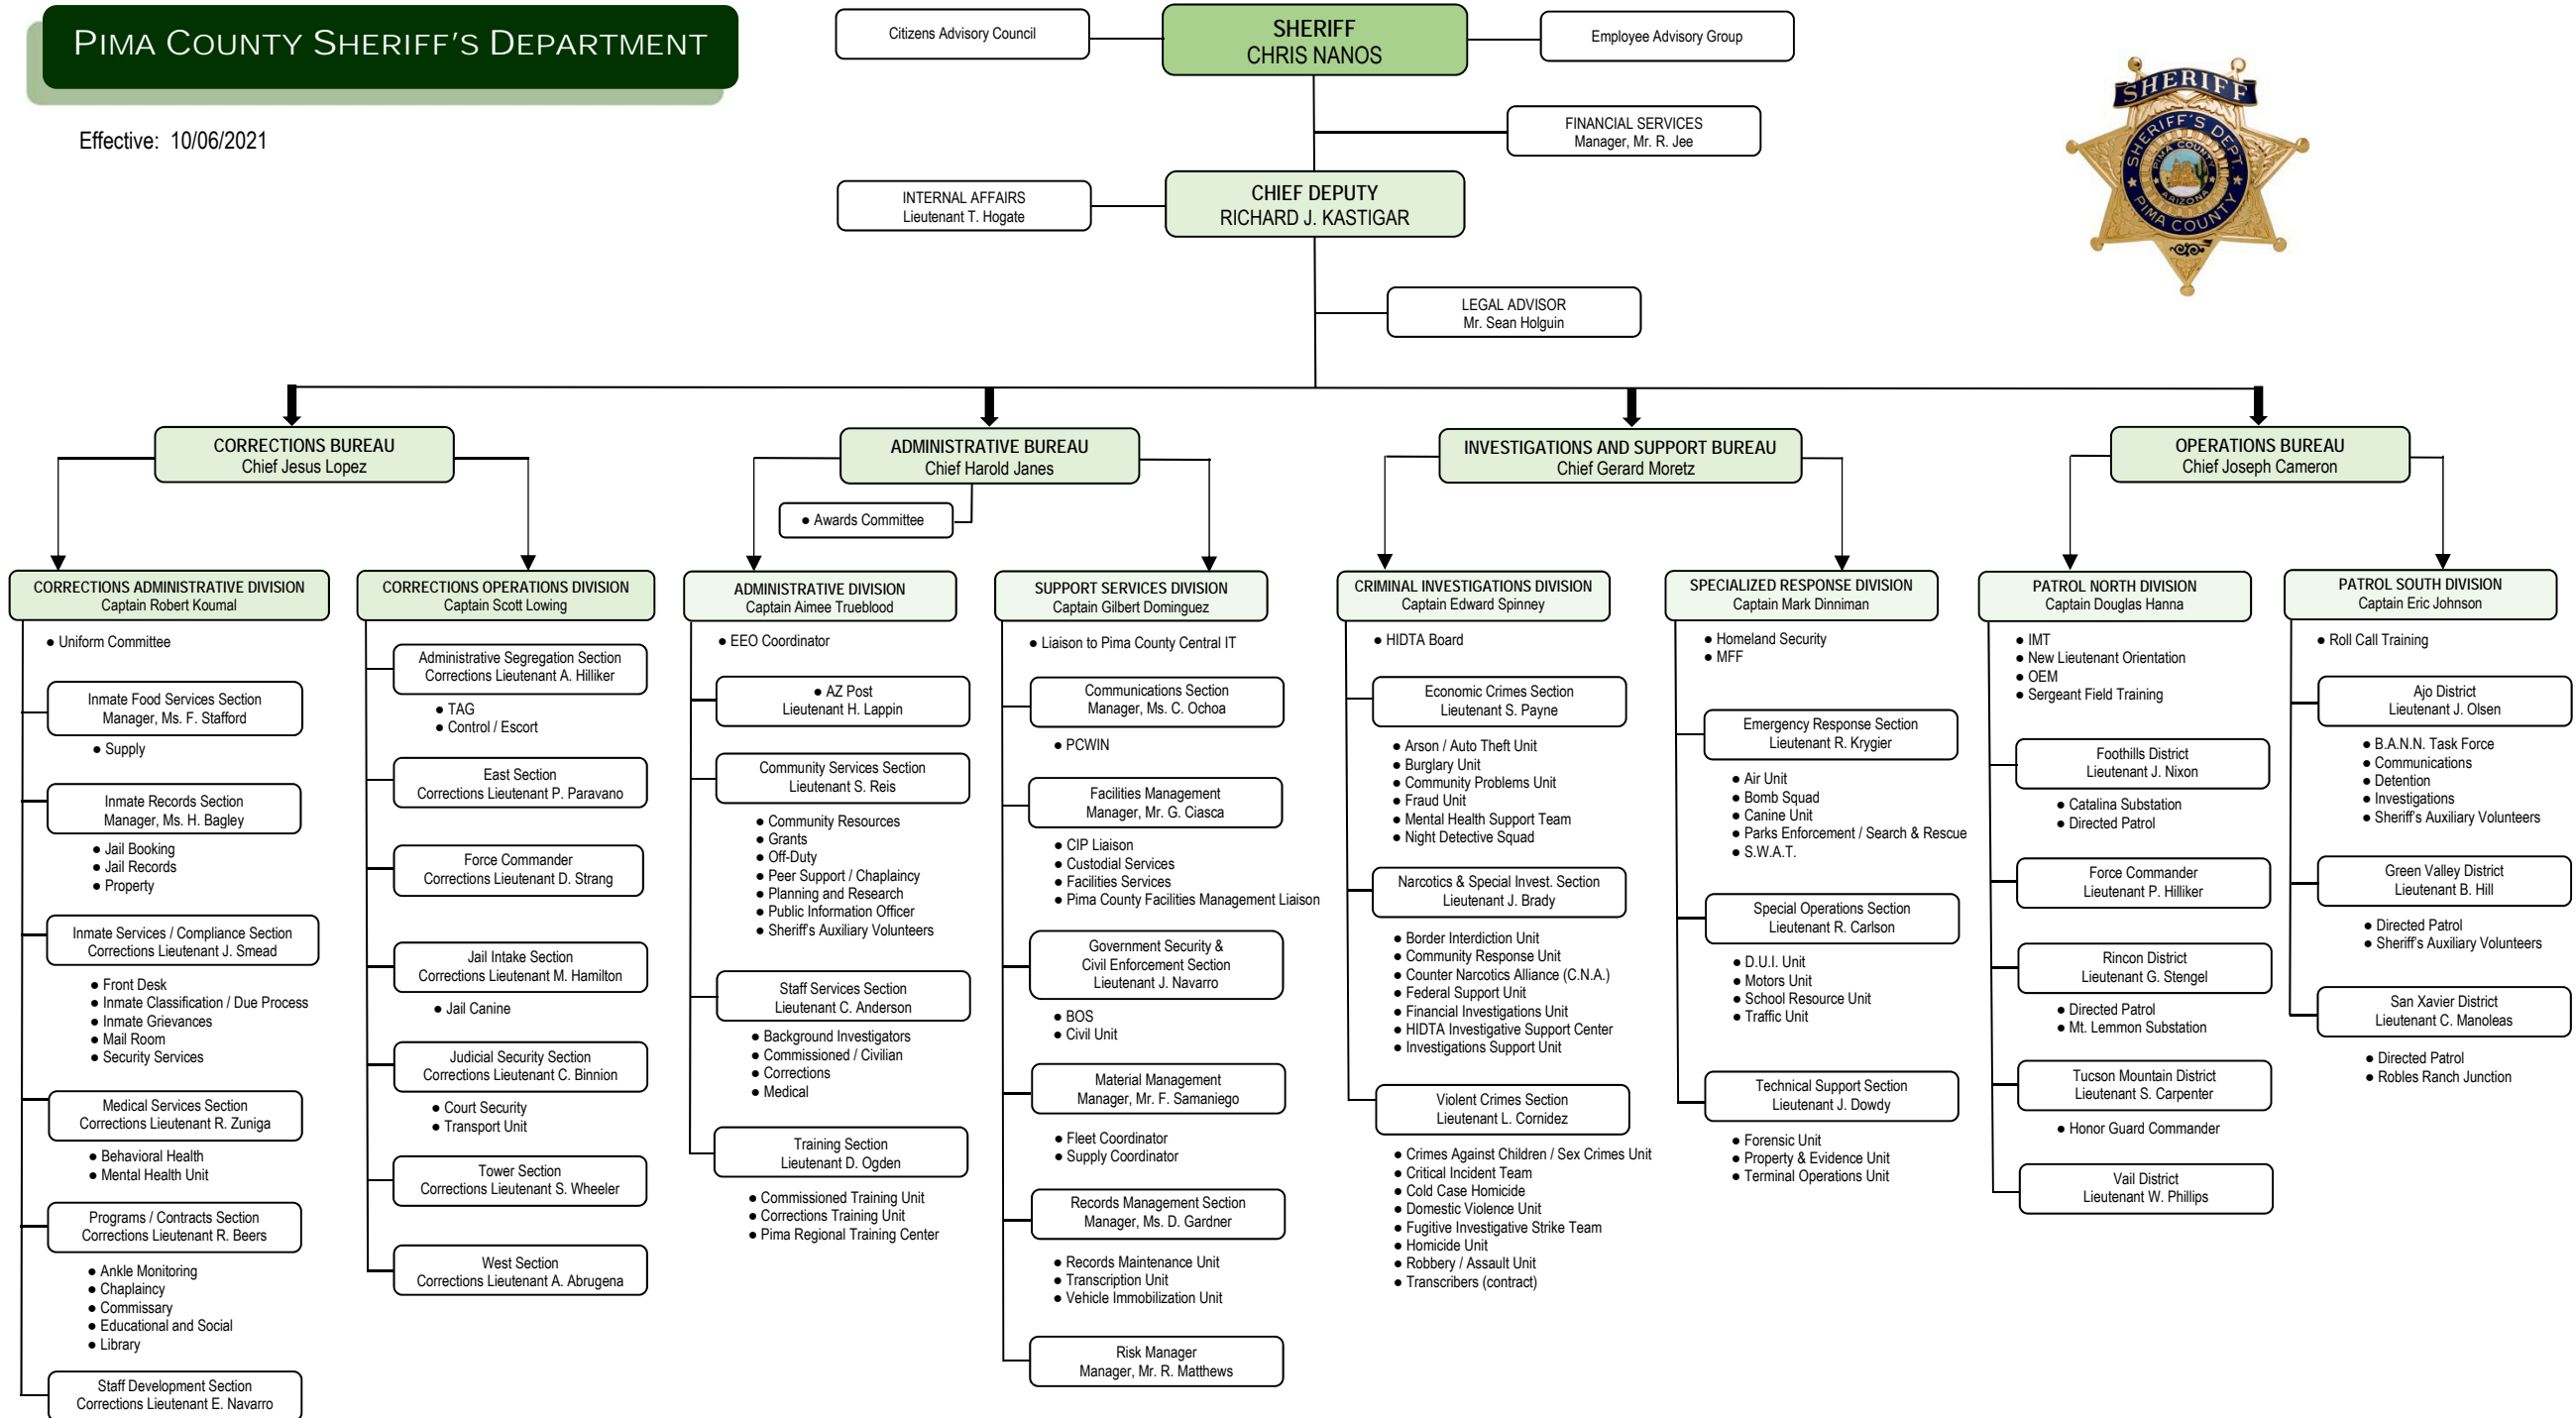 PIMA COUNTY SHERIFF'S DEPARTMENT
Effective: 10/06/2021
Citizens Advisory Council
SHERIFF
CHRIS NANOS
Employee Advisory Group
FINANCIAL SERVICES
Manager, Mr. R. Jee
INTERNAL AFFAIRS
Lieutenant T. Hogate
CHIEF DEPUTY
RICHARD J. KASTIGAR
LEGAL ADVISOR
Mr. Sean Holguin
SHERIFF
SHERIFF'S DEPT.
PIMA COUNTY
PIMA COUNTY
ARIZONA
CORRECTIONS BUREAU
Chief Jesus Lopez
CORRECTIONS ADMINISTRATIVE DIVISION
Captain Robert Koumal
● Uniform Committee
Inmate Food Services Section
Manager, Ms. F. Stafford
● Supply
Inmate Records Section
Manager, Ms. H. Bagley
● Jail Booking
● Jail Records
● Property
Inmate Services / Compliance Section
Corrections Lieutenant J. Smead
● Front Desk
● Inmate Classification / Due Process
● Inmate Grievances
● Mail Room
● Security Services
Medical Services Section
Corrections Lieutenant R. Zuniga
● Behavioral Health
● Mental Health Unit
Programs / Contracts Section
Corrections Lieutenant R. Beers
● Ankle Monitoring
● Chaplaincy
● Commissary
● Educational and Social
● Library
Staff Development Section
Corrections Lieutenant E. Navarro
CORRECTIONS OPERATIONS DIVISION
Captain Scott Lowing
Administrative Segregation Section
Corrections Lieutenant A. Hilliker
● TAG
● Control / Escort
East Section
Corrections Lieutenant P. Paravano
Force Commander
Corrections Lieutenant D. Strang
Jail Intake Section
Corrections Lieutenant M. Hamilton
● Jail Canine
Judicial Security Section
Corrections Lieutenant C. Binnion
● Court Security
● Transport Unit
Tower Section
Corrections Lieutenant S. Wheeler
West Section
Corrections Lieutenant A. Abrugena
ADMINISTRATIVE BUREAU
Chief Harold Janes
● Awards Committee
ADMINISTRATIVE DIVISION
Captain Aimee Trueblood
● EEO Coordinator
● AZ Post
Lieutenant H. Lappin
Community Services Section
Lieutenant S. Reis
● Community Resources
● Grants
● Off-Duty
● Peer Support / Chaplaincy
● Planning and Research
● Public Information Officer
● Sheriff's Auxiliary Volunteers
Staff Services Section
Lieutenant C. Anderson
● Background Investigators
● Commissioned / Civilian
● Corrections
● Medical
Training Section
Lieutenant D. Ogden
● Commissioned Training Unit
● Corrections Training Unit
● Pima Regional Training Center
SUPPORT SERVICES DIVISION
Captain Gilbert Dominguez
● Liaison to Pima County Central IT
Communications Section
Manager, Ms. C. Ochoa
● PCWIN
Facilities Management
Manager, Mr. G. Ciasca
● CIP Liaison
● Custodial Services
● Facilities Services
● Pima County Facilities Management Liaison
Government Security &
Civil Enforcement Section
Lieutenant J. Navarro
● BOS
● Civil Unit
Material Management
Manager, Mr. F. Samaniego
● Fleet Coordinator
● Supply Coordinator
Records Management Section
Manager, Ms. D. Gardner
● Records Maintenance Unit
● Transcription Unit
● Vehicle Immobilization Unit
Risk Manager
Manager, Mr. R. Matthews
INVESTIGATIONS AND SUPPORT BUREAU
Chief Gerard Moretz
CRIMINAL INVESTIGATIONS DIVISION
Captain Edward Spinney
● HIDTA Board
Economic Crimes Section
Lieutenant S. Payne
● Arson / Auto Theft Unit
● Burglary Unit
● Community Problems Unit
● Fraud Unit
● Mental Health Support Team
● Night Detective Squad
Narcotics & Special Invest. Section
Lieutenant J. Brady
● Border Interdiction Unit
● Community Response Unit
● Counter Narcotics Alliance (C.N.A.)
● Federal Support Unit
● Financial Investigations Unit
● HIDTA Investigative Support Center
● Investigations Support Unit
Violent Crimes Section
Lieutenant L. Cornidez
● Crimes Against Children / Sex Crimes Unit
● Critical Incident Team
● Cold Case Homicide
● Domestic Violence Unit
● Fugitive Investigative Strike Team
● Homicide Unit
● Robbery / Assault Unit
● Transcribers (contract)
SPECIALIZED RESPONSE DIVISION
Captain Mark Dinniman
● Homeland Security
● MFF
Emergency Response Section
Lieutenant R. Krygier
● Air Unit
● Bomb Squad
● Canine Unit
● Parks Enforcement / Search & Rescue
● S.W.A.T.
Special Operations Section
Lieutenant R. Carlson
● D.U.I. Unit
● Motors Unit
● School Resource Unit
● Traffic Unit
Technical Support Section
Lieutenant J. Dowdy
● Forensic Unit
● Property & Evidence Unit
● Terminal Operations Unit
OPERATIONS BUREAU
Chief Joseph Cameron
PATROL NORTH DIVISION
Captain Douglas Hanna
● IMT
● New Lieutenant Orientation
● OEM
● Sergeant Field Training
Foothills District
Lieutenant J. Nixon
● Catalina Substation
● Directed Patrol
Force Commander
Lieutenant P. Hilliker
Rincon District
Lieutenant G. Stengel
● Directed Patrol
● Mt. Lemmon Substation
Tucson Mountain District
Lieutenant S. Carpenter
● Honor Guard Commander
Vail District
Lieutenant W. Phillips
PATROL SOUTH DIVISION
Captain Eric Johnson
● Roll Call Training
Ajo District
Lieutenant J. Olsen
● B.A.N.N. Task Force
● Communications
● Detention
● Investigations
● Sheriff's Auxiliary Volunteers
Green Valley District
Lieutenant B. Hill
● Directed Patrol
● Sheriff's Auxiliary Volunteers
San Xavier District
Lieutenant C. Manoleas
● Directed Patrol
● Robles Ranch Junction